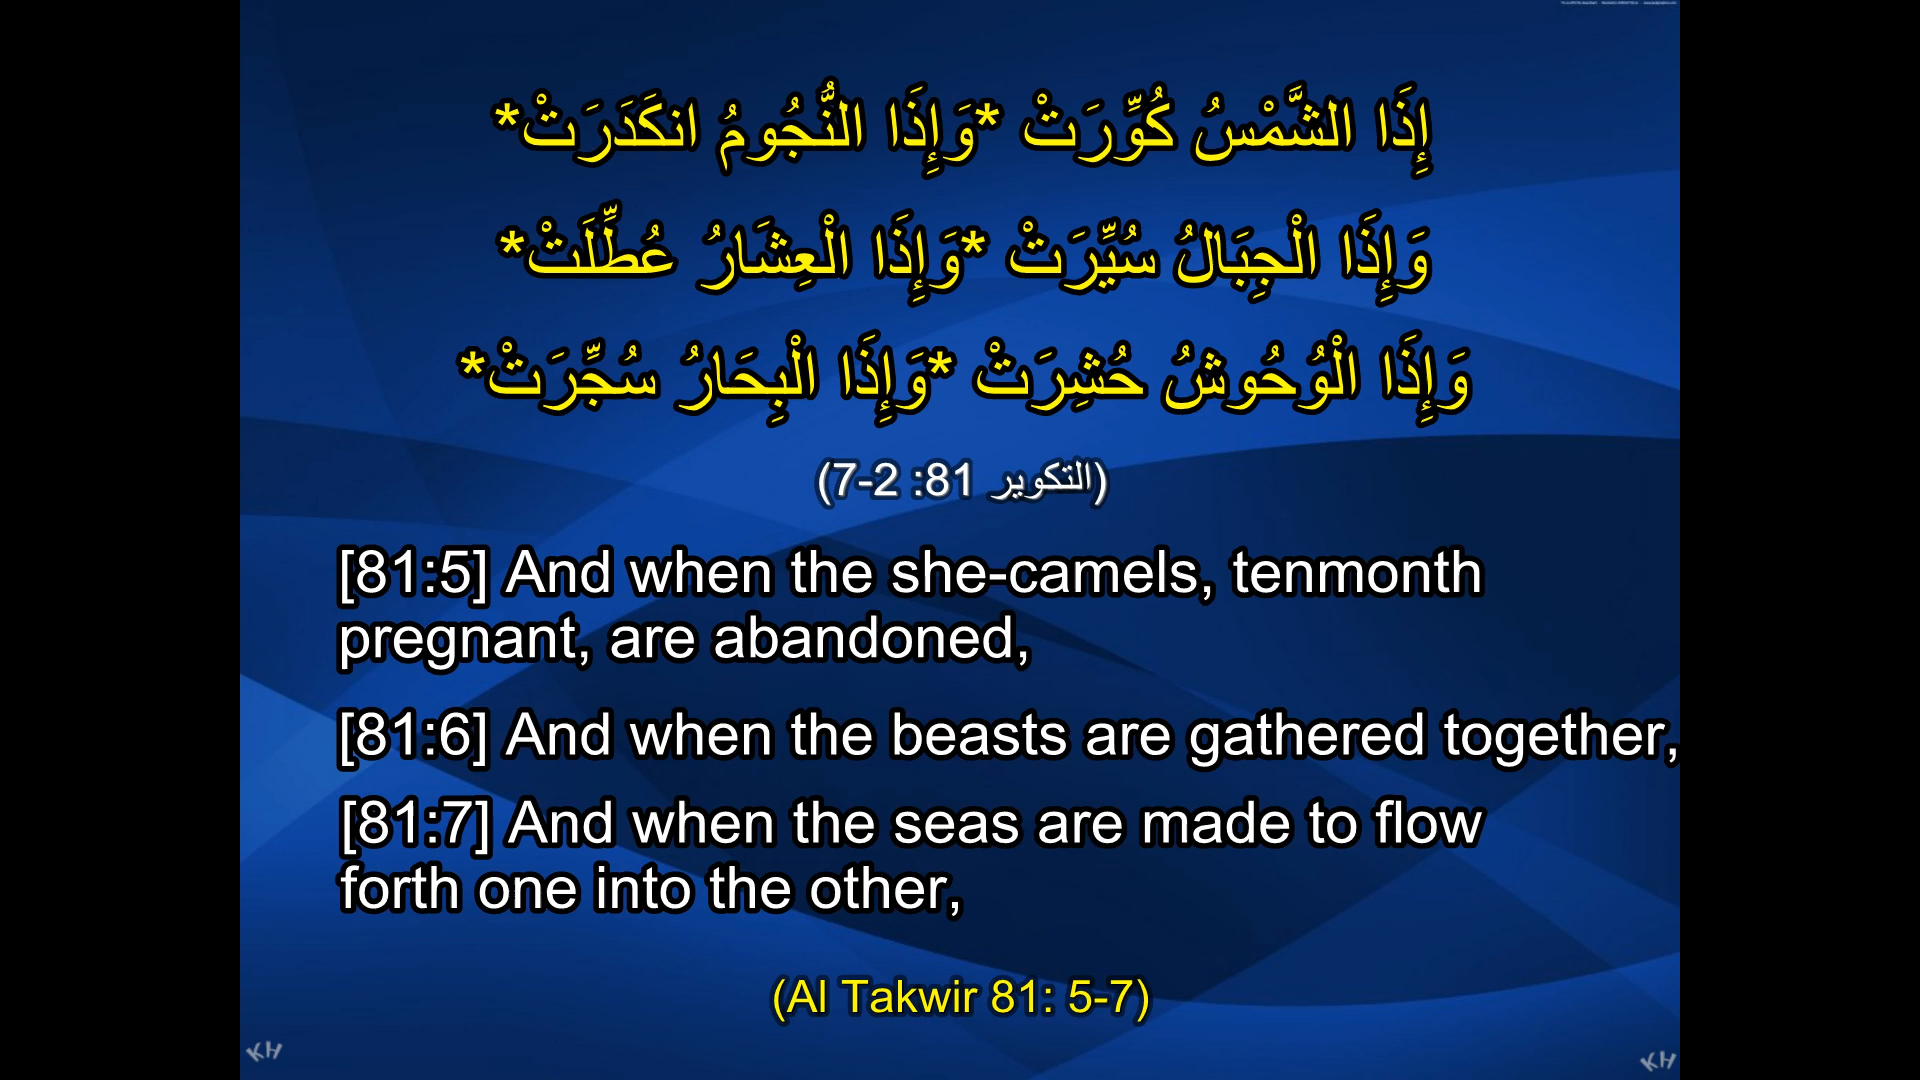 إِذَا الشَّمْسُ كُوِّرَتْ *وَإِذَا النُّجُومُ انكَدَرَتْ*
وَإِذَا الْجِبَالُ سُيِّرَتْ *وَإِذَا الْعِشَارُ عُطِّلَتْ*
وَإِذَا الْوُحُوشُ حُشِرَتْ *وَإِذَا الْبِحَارُ سُجِّرَتْ*
(التكوير 81: 2-7)
[81:5] And when the she-camels, tenmonth
pregnant, are abandoned,
[81:6] And when the beasts are gathered together,
[81:7] And when the seas are made to flow
forth one into the other,
(Al Takwir 81: 5-7)
KH
KH